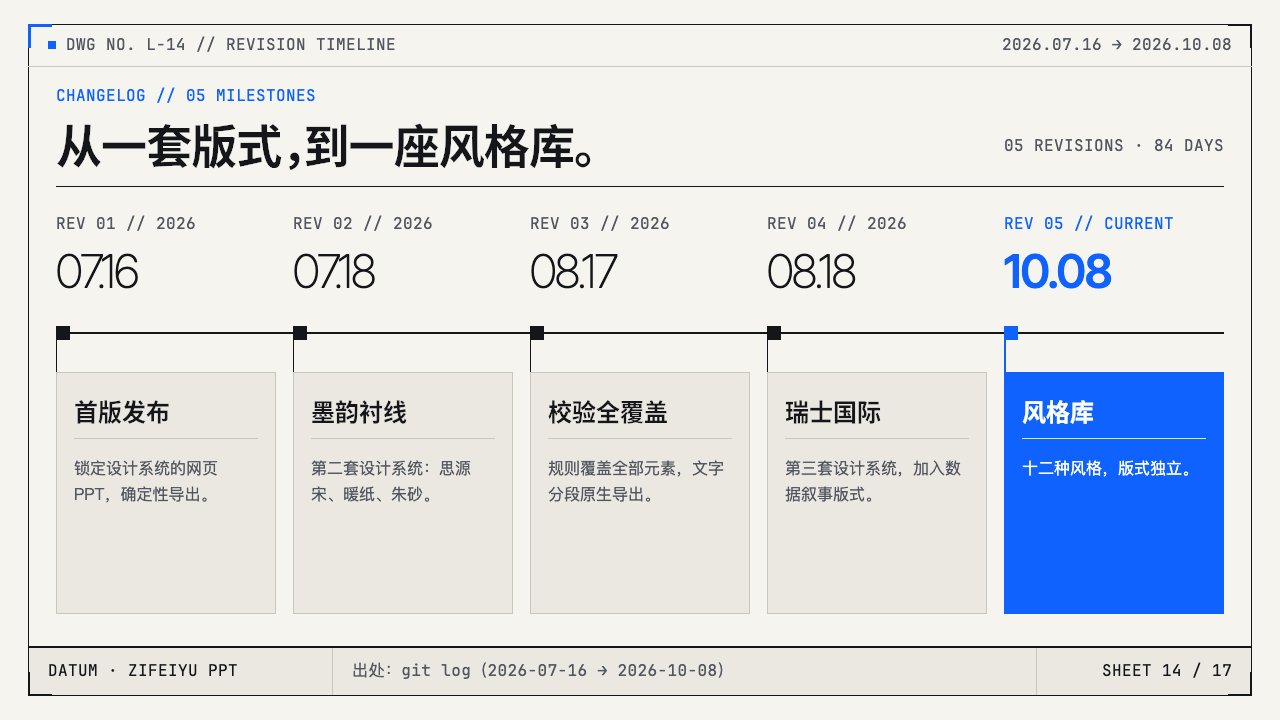 DWG NO. L-14 // REVISION TIMELINE
2026.07.16 → 2026.10.08
CHANGELOG // 05 MILESTONES
从一套版式,到一座风格库。
05 REVISIONS · 84 DAYS
REV 01 // 2026
07.16
REV 02 // 2026
07.18
REV 03 // 2026
08.17
REV 04 // 2026
08.18
REV 05 // CURRENT
10.08
首版发布
锁定设计系统的网页
PPT，确定性导出。
墨韵衬线
第二套设计系统：思源
宋、暖纸、朱砂。
校验全覆盖
规则覆盖全部元素，文字
分段原生导出。
瑞士国际
第三套设计系统，加入数
据叙事版式。
风格库
十二种风格，版式独立。
DATUM · ZIFEIYU PPT
出处：git log (2026-07-16 → 2026-10-08)
SHEET 14 / 17